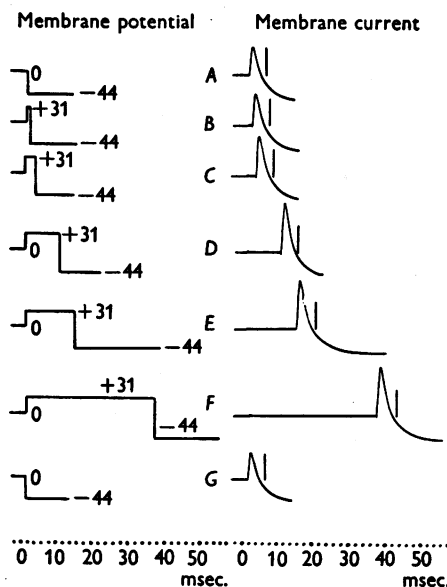 Membrane potential Membrane current
0 −44 A
+31 −44 B
+31 −44 C
+31 0 −44 D
+31 0 −44 E
+31 0 −44 F
0 −44 G
0 10 20 30 40 50 0 10 20 30 40 50
msec. msec.